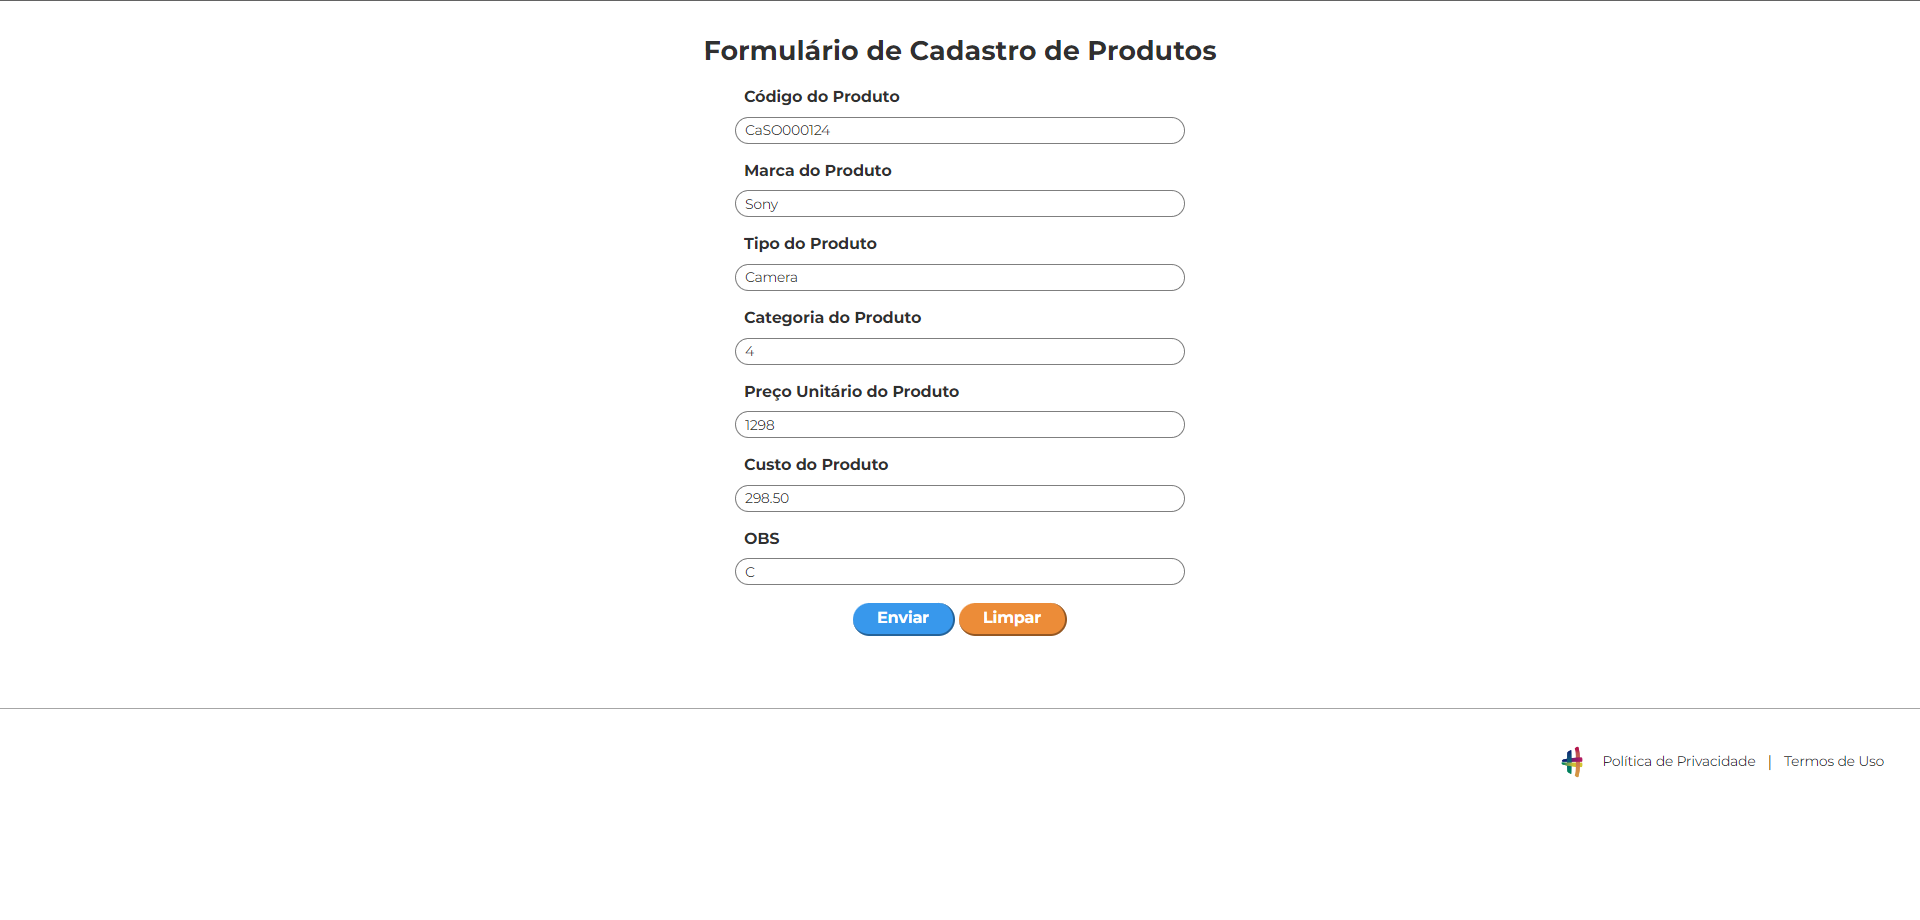 Formulário de Cadastro de Produtos
Código do Produto
CaSO000124
Marca do Produto
Sony
Tipo do Produto
Camera
Categoria do Produto
4
Preço Unitário do Produto
1298
Custo do Produto
298.50
OBS
C
Enviar Limpar
Política de Privacidade | Termos de Uso